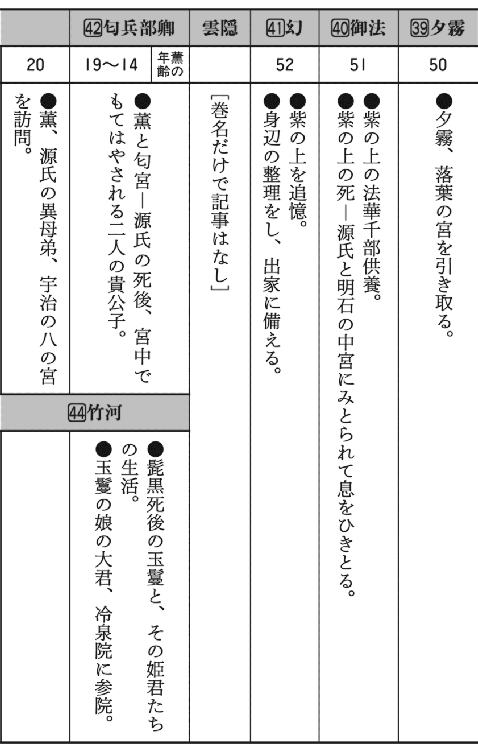 39夕霧
50
●夕霧、落葉の宮を引き取る。
40御法
51
●紫の上の法華千部供養。
●紫の上の死―源氏と明石の中宮にみとられて息をひきとる。
41幻
52
●紫の上を追憶。
●身辺の整理をし、出家に備える。
雲隠
［巻名だけで記事はなし］
42匂兵部卿
薫の
年齢
19〜14
●薫と匂宮―源氏の死後、宮中で
もてはやされる二人の貴公子。
20
●薫、源氏の異母弟、宇治の八の宮
を訪問。
44竹河
●髭黒死後の玉鬘と、その姫君たち
の生活。
●玉鬘の娘の大君、冷泉院に参院。